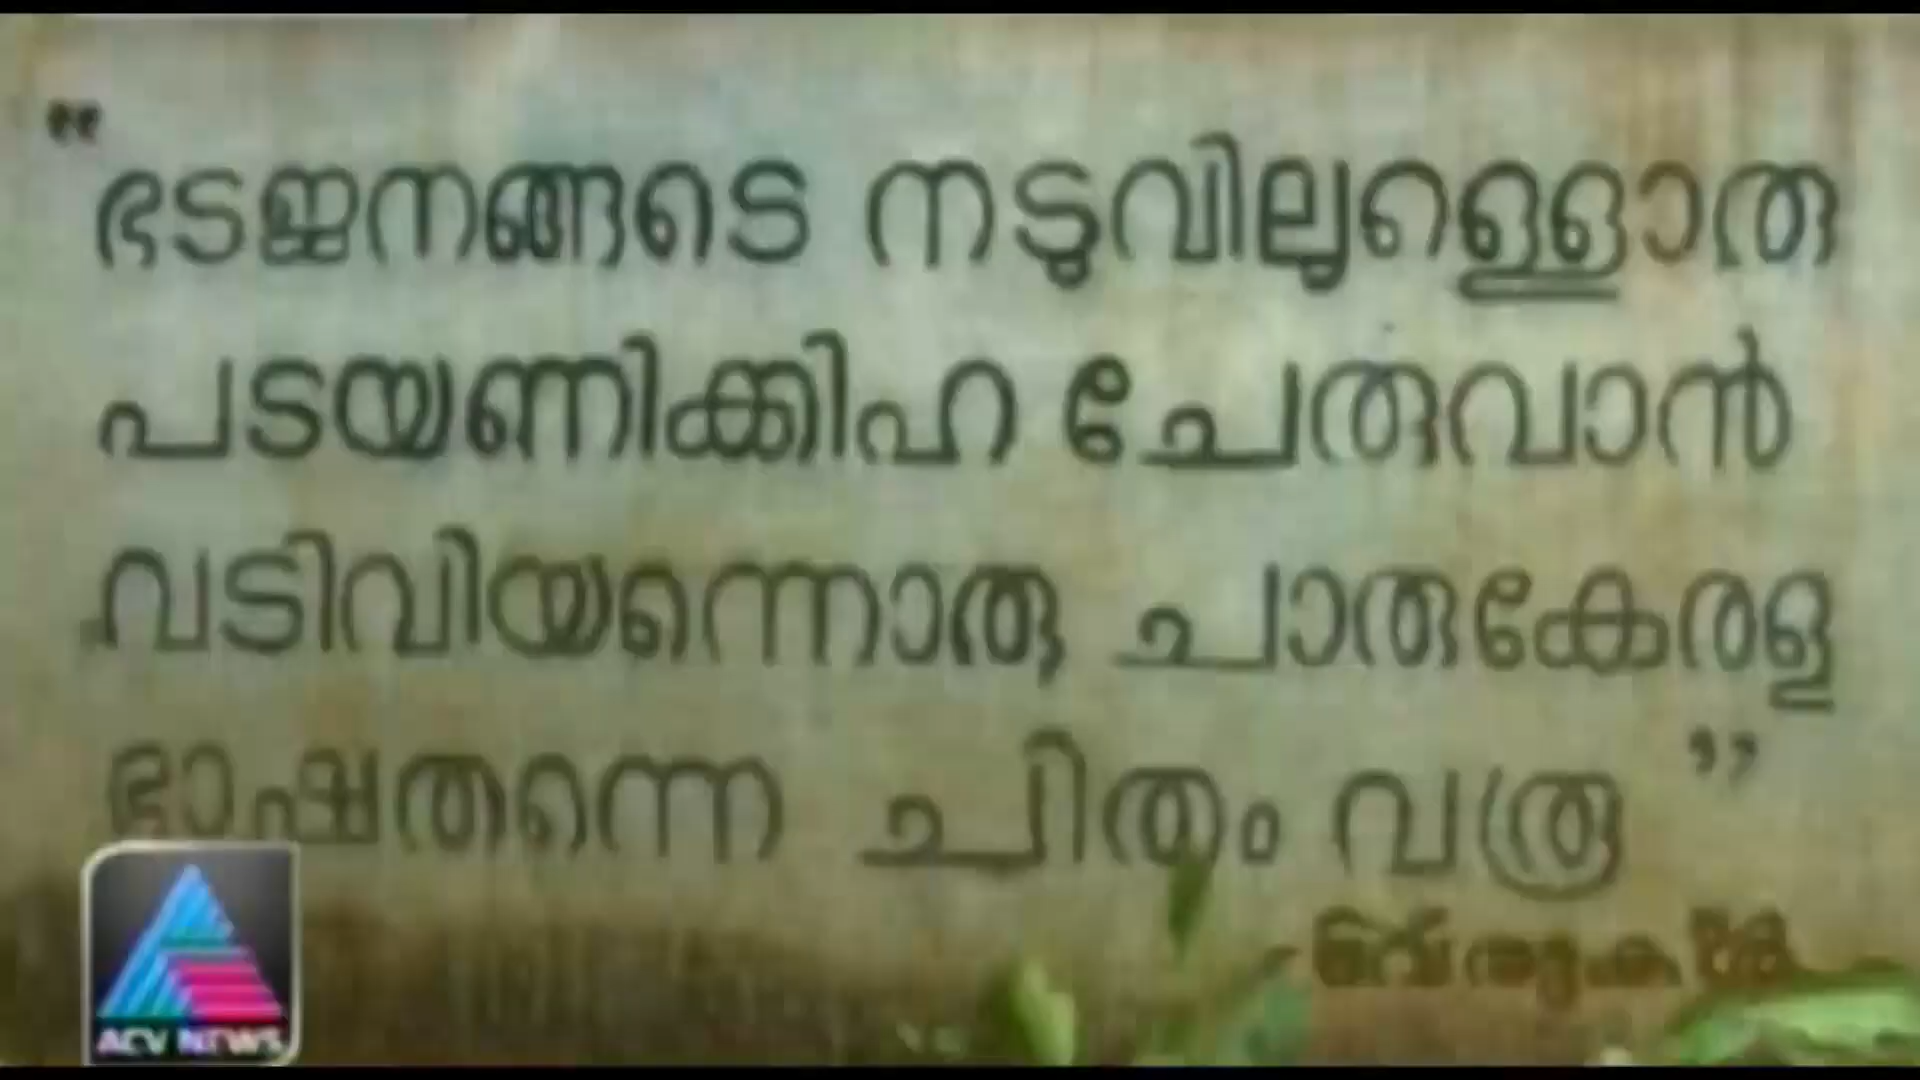 "ഭടജനങ്ങടെ നടുവിലുള്ളൊരു
പടയണിക്കിഹ ചേരുവാൻ
വടിവിയന്നൊരു ചാരുകേരള
ഭാഷതന്നെ ചിതം വരൂ"
ACV NEWS